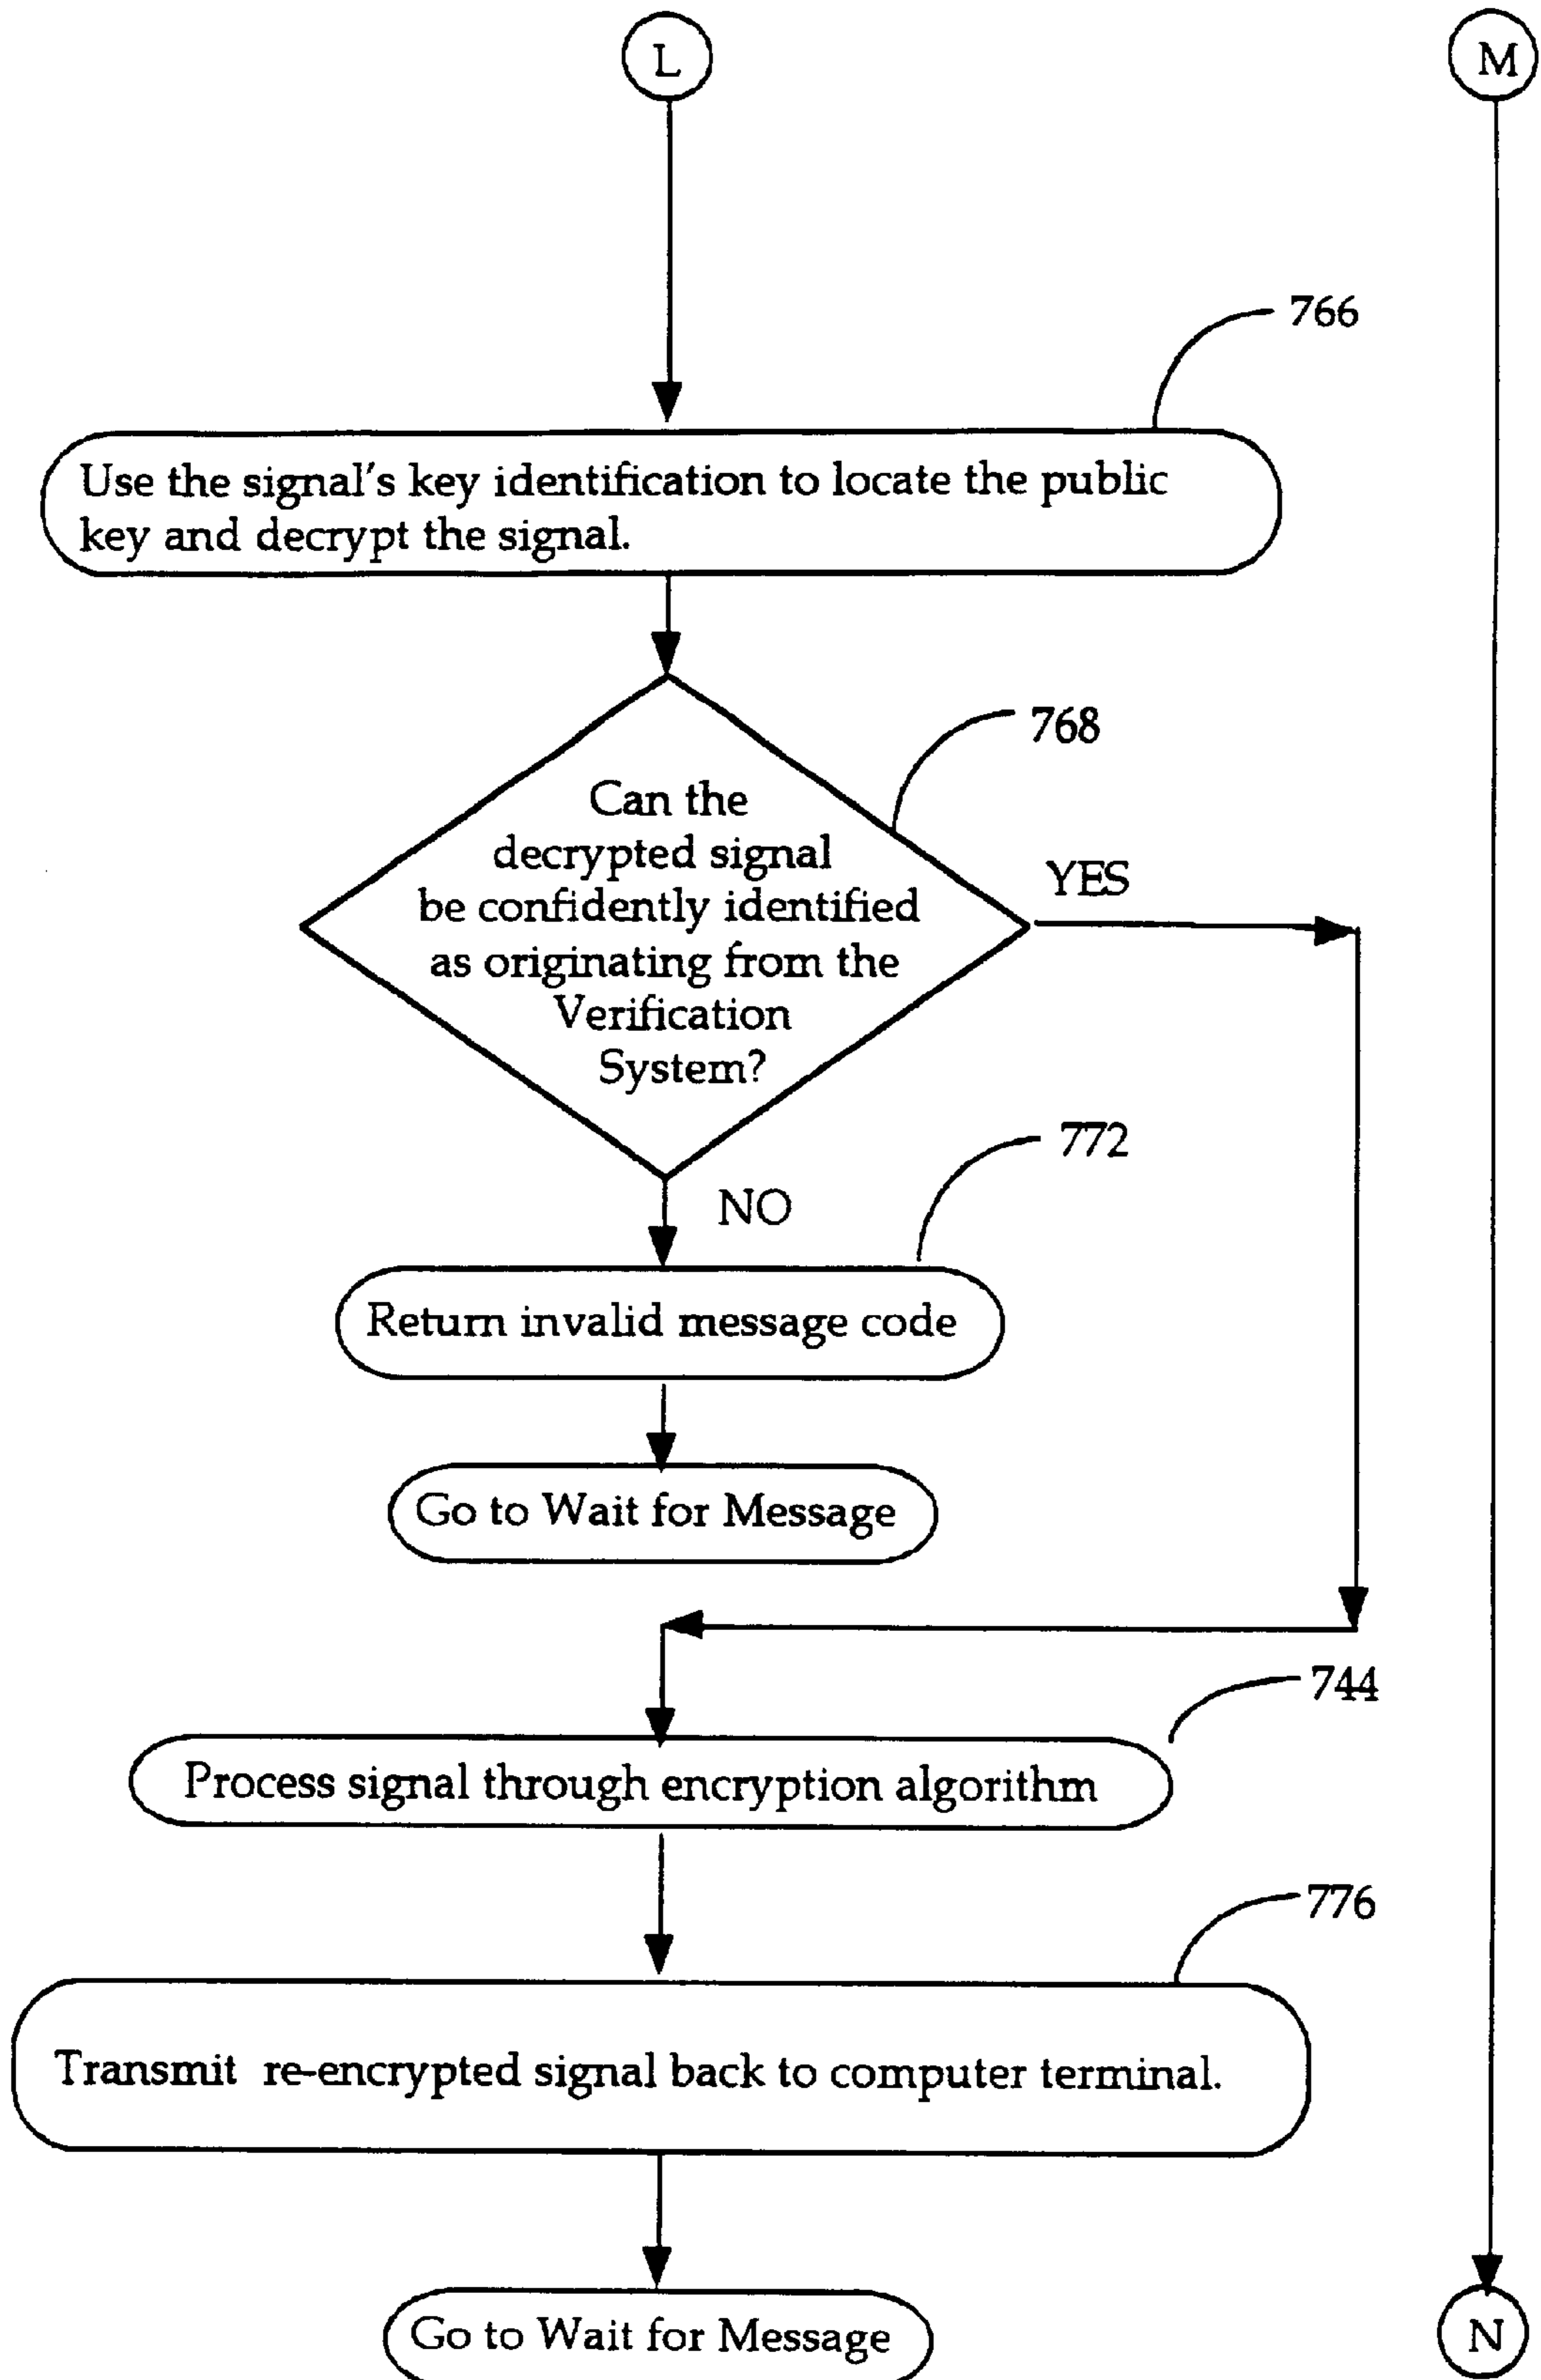 L
M
766
Use the signal's key identification to locate the public
key and decrypt the signal.
768
Can the
decrypted signal
be confidently identified
as originating from the
Verification
System?
YES
772
NO
Return invalid message code
Go to Wait for Message
744
Process signal through encryption algorithm
776
Transmit re-encrypted signal back to computer terminal.
Go to Wait for Message
N